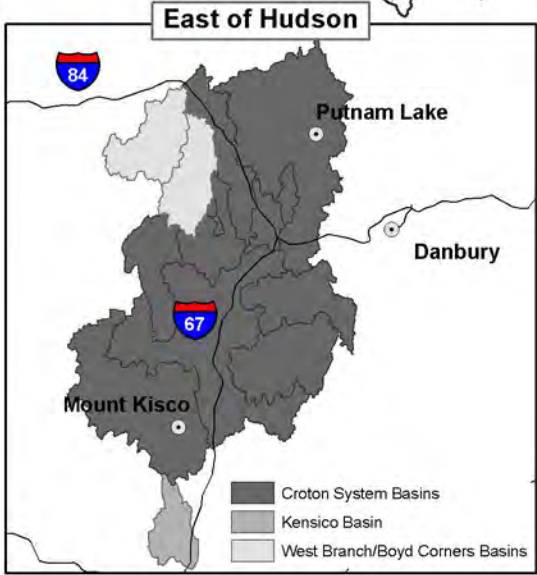 East of Hudson
84
Putnam Lake
Danbury
67
Mount Kisco
Croton System Basins
Kensico Basin
West Branch/Boyd Corners Basins